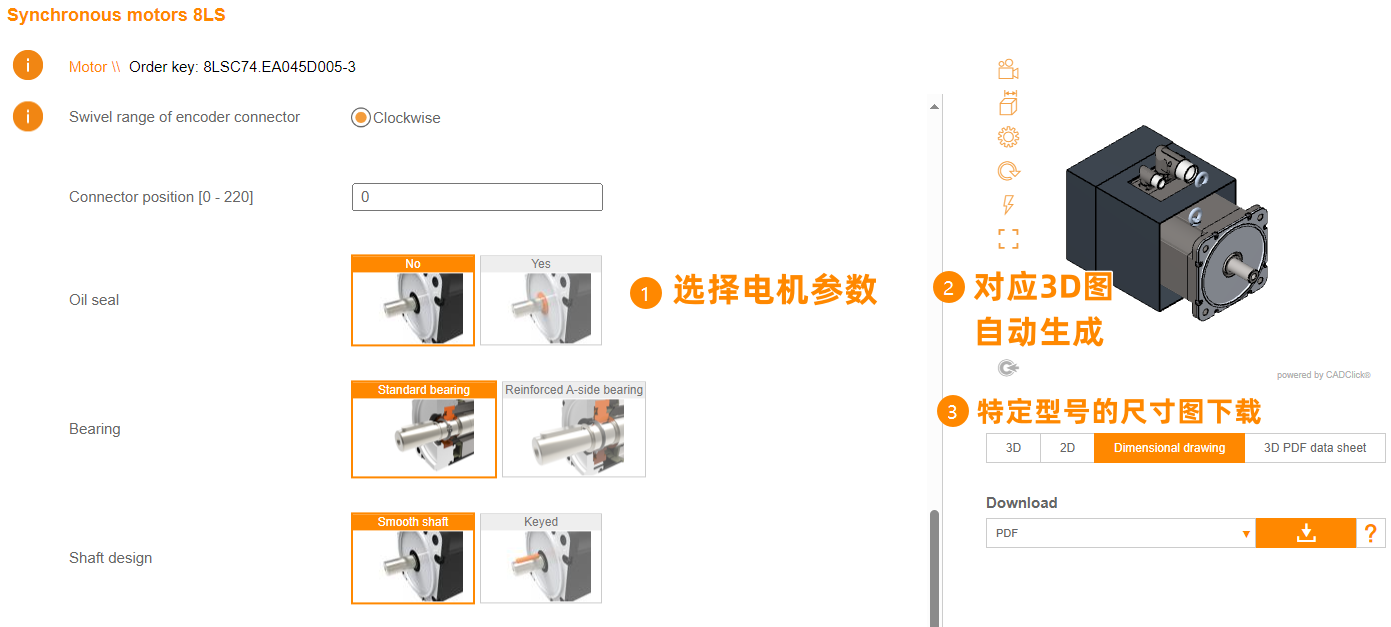 Synchronous motors 8LS
i
Motor \\ Order key: 8LSC74.EA045D005-3
i
Swivel range of encoder connector
Clockwise
Connector position [0 - 220]
0
Oil seal
No
Yes
1 选择电机参数
2 对应3D图
自动生成
powered by CADClick®
Bearing
Standard bearing
Reinforced A-side bearing
3 特定型号的尺寸图下载
3D
2D
Dimensional drawing
3D PDF data sheet
Download
PDF
?
Shaft design
Smooth shaft
Keyed